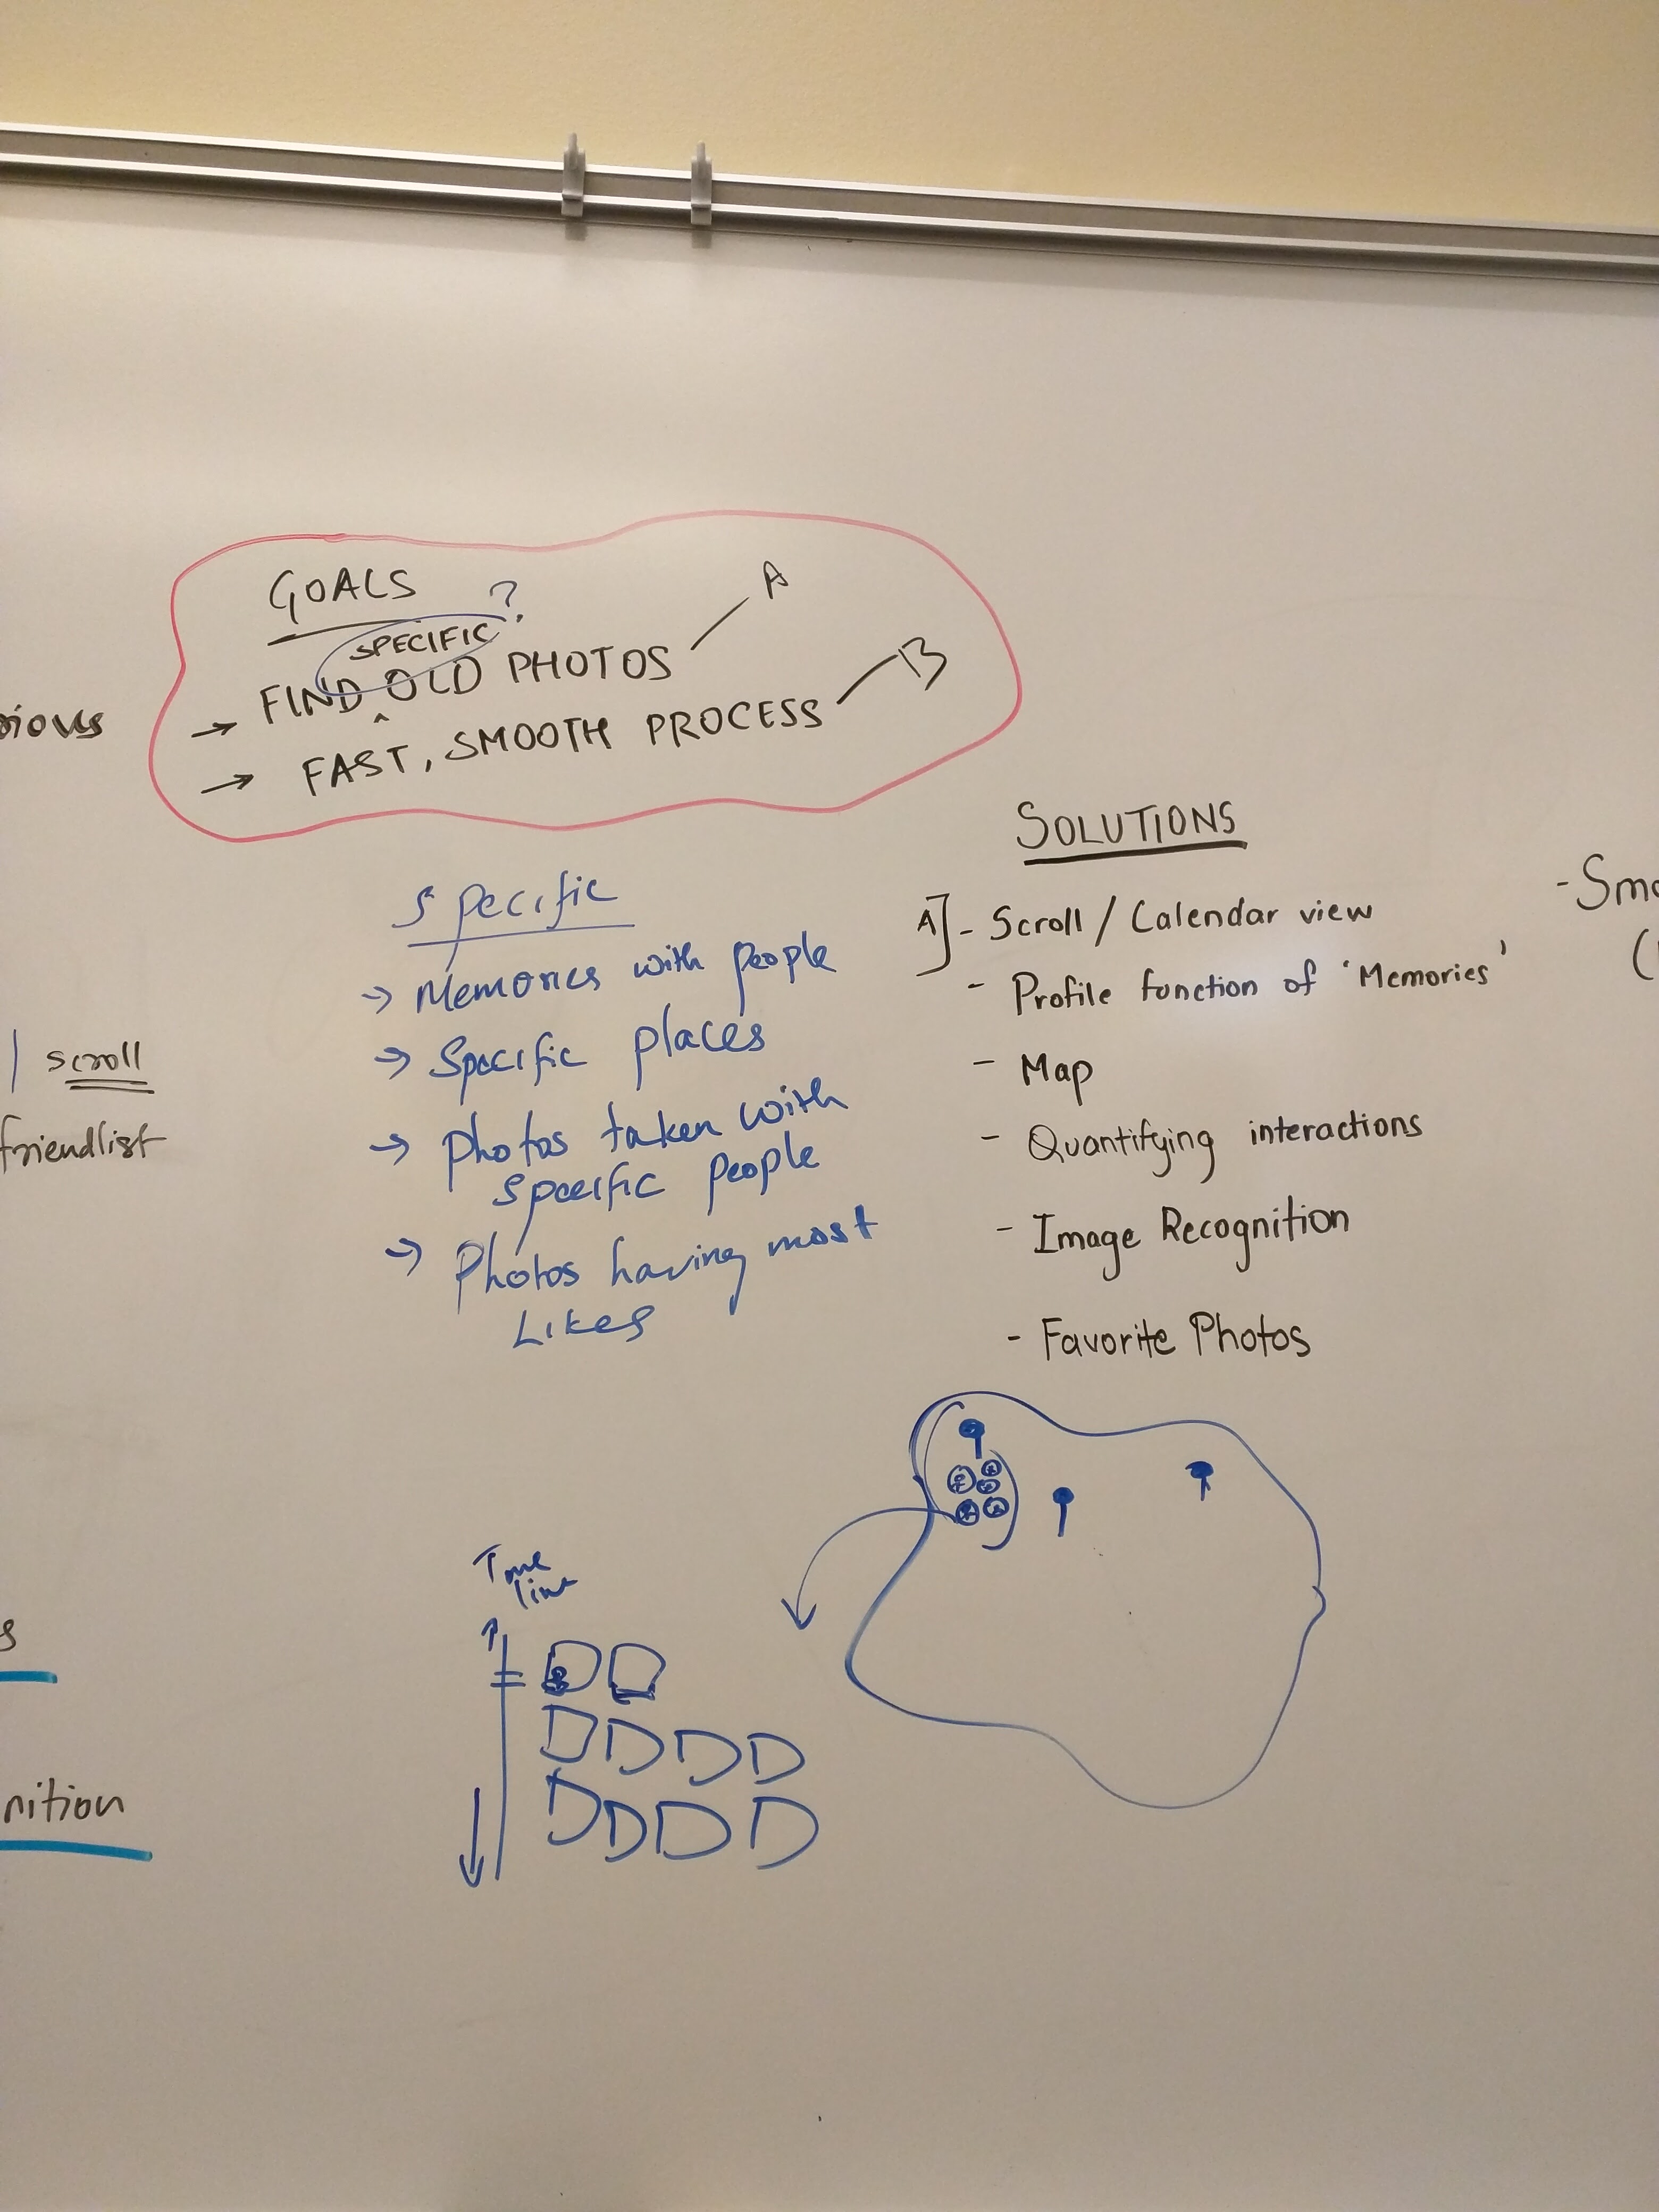 GOALS
?
SPECIFIC
→ FIND ^ OLD PHOTOS — A
→ FAST, SMOOTH PROCESS — B
scroll
friendlist
nition
Specific
→ Memories with people
→ Specific places
→ Photos taken with
specific people
→ Photos having most
Likes
SOLUTIONS
A] - Scroll / Calendar view
- Profile function of 'Memories'
- Map
- Quantifying interactions
- Image Recognition
- Favorite Photos
Time
line